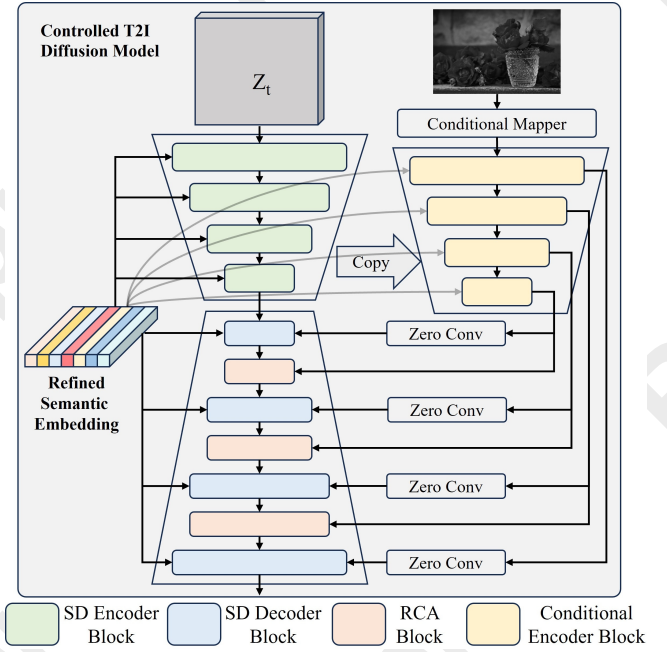 Controlled T2I
Diffusion Model
Zt
Conditional Mapper
Copy
Refined
Semantic
Embedding
Zero Conv
Zero Conv
Zero Conv
Zero Conv
SD Encoder
Block
SD Decoder
Block
RCA
Block
Conditional
Encoder Block